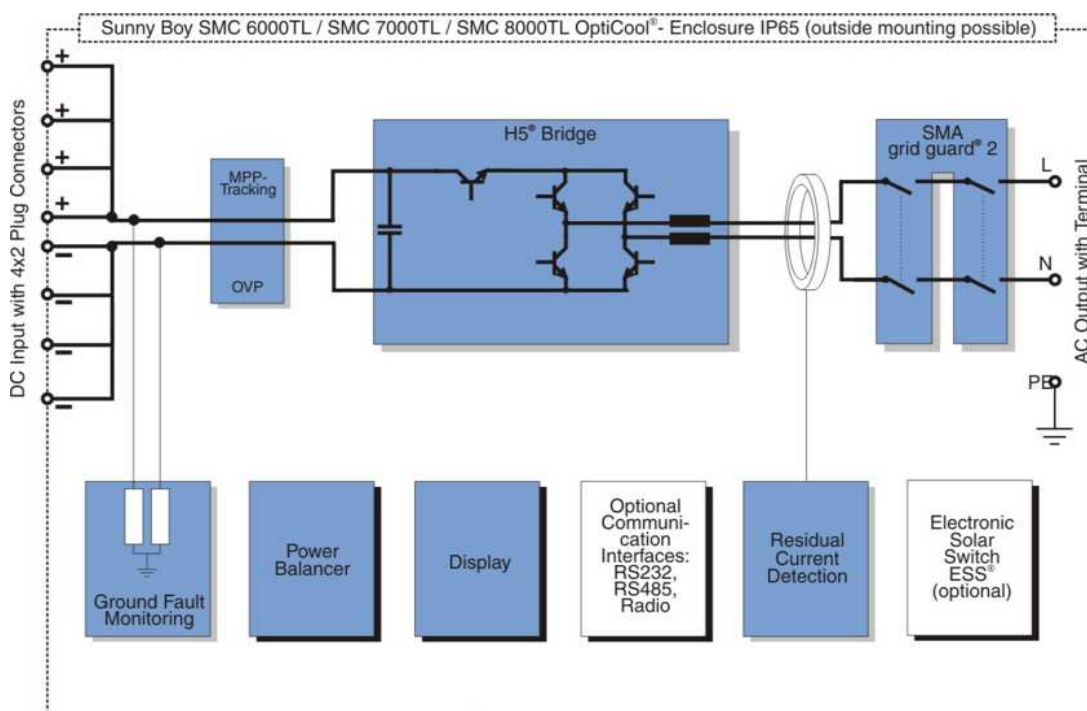 Sunny Boy SMC 6000TL / SMC 7000TL / SMC 8000TL OptiCool®- Enclosure IP65 (outside mounting possible)
DC Input with 4x2 Plug Connectors
+
+
+
+
−
−
−
−
MPP-
Tracking
OVP
H5® Bridge
SMA
grid guard® 2
L
N
PE
AC Output with Terminal
Ground Fault
Monitoring
Power
Balancer
Display
Optional
Communi-
cation
Interfaces:
RS232,
RS485,
Radio
Residual
Current
Detection
Electronic
Solar
Switch
ESS®
(optional)